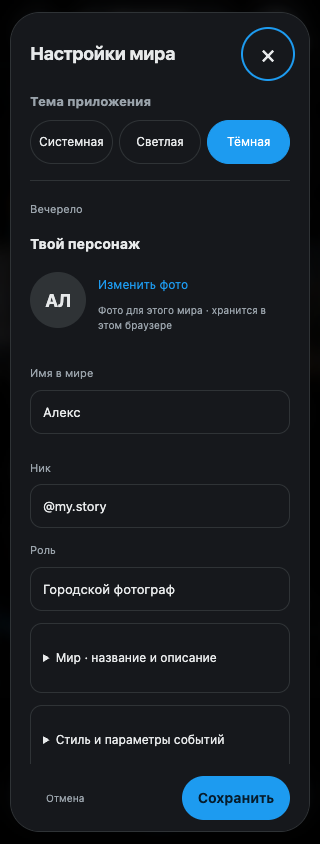 Настройки мира
×
Тема приложения
Системная
Светлая
Тёмная
Вечерело
Твой персонаж
АЛ
Изменить фото
Фото для этого мира · хранится в
этом браузере
Имя в мире
Алекс
Ник
@my.story
Роль
Городской фотограф
Мир · название и описание
Стиль и параметры событий
Отмена
Сохранить